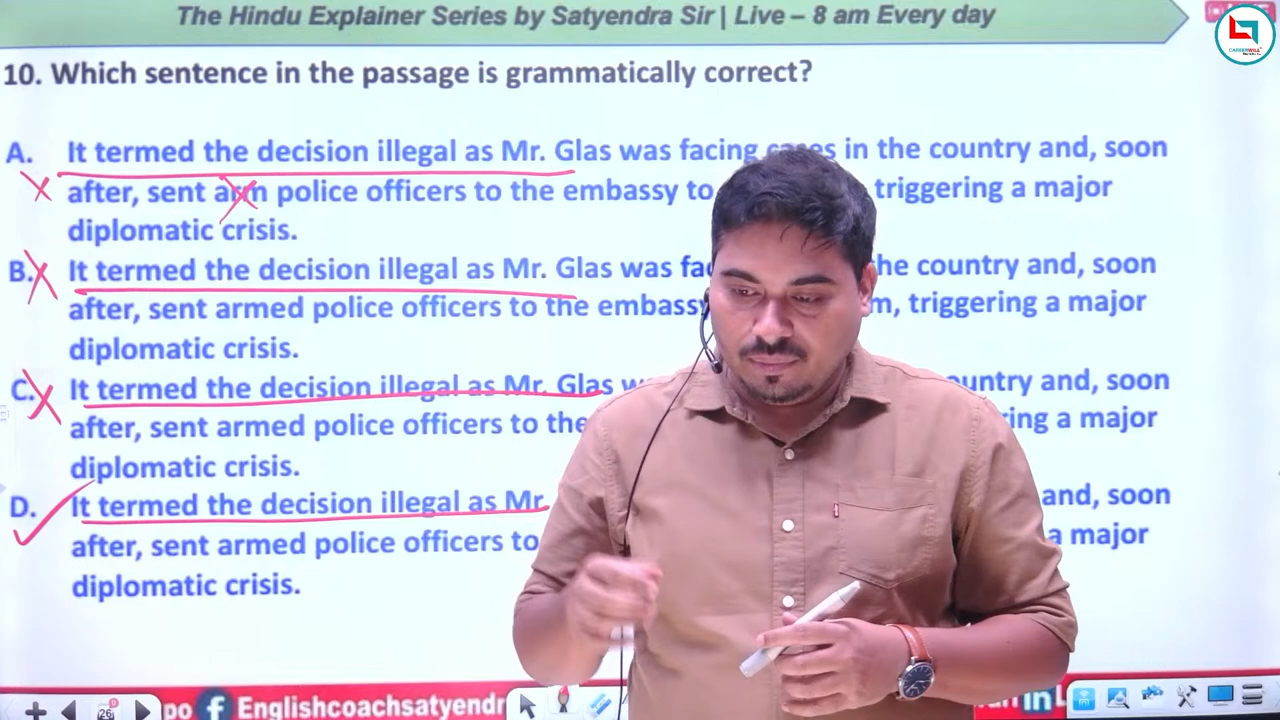 The Hindu Explainer Series by Satyendra Sir | Live – 8 am Every day
CAREERWILL
10. Which sentence in the passage is grammatically correct?
A. It termed the decision illegal as Mr. Glas was facing cases in the country and, soon
after, sent arm police officers to the embassy to triggering a major
diplomatic crisis.
B. It termed the decision illegal as Mr. Glas was he country and, soon
after, sent armed police officers to the embassy m, triggering a major
diplomatic crisis.
C. It termed the decision illegal as Mr. Glas ountry and, soon
after, sent armed police officers to the ing a major
diplomatic crisis.
D. It termed the decision illegal as Mr. and, soon
after, sent armed police officers to a major
diplomatic crisis.
26
po f Englishcoachsatyendr in